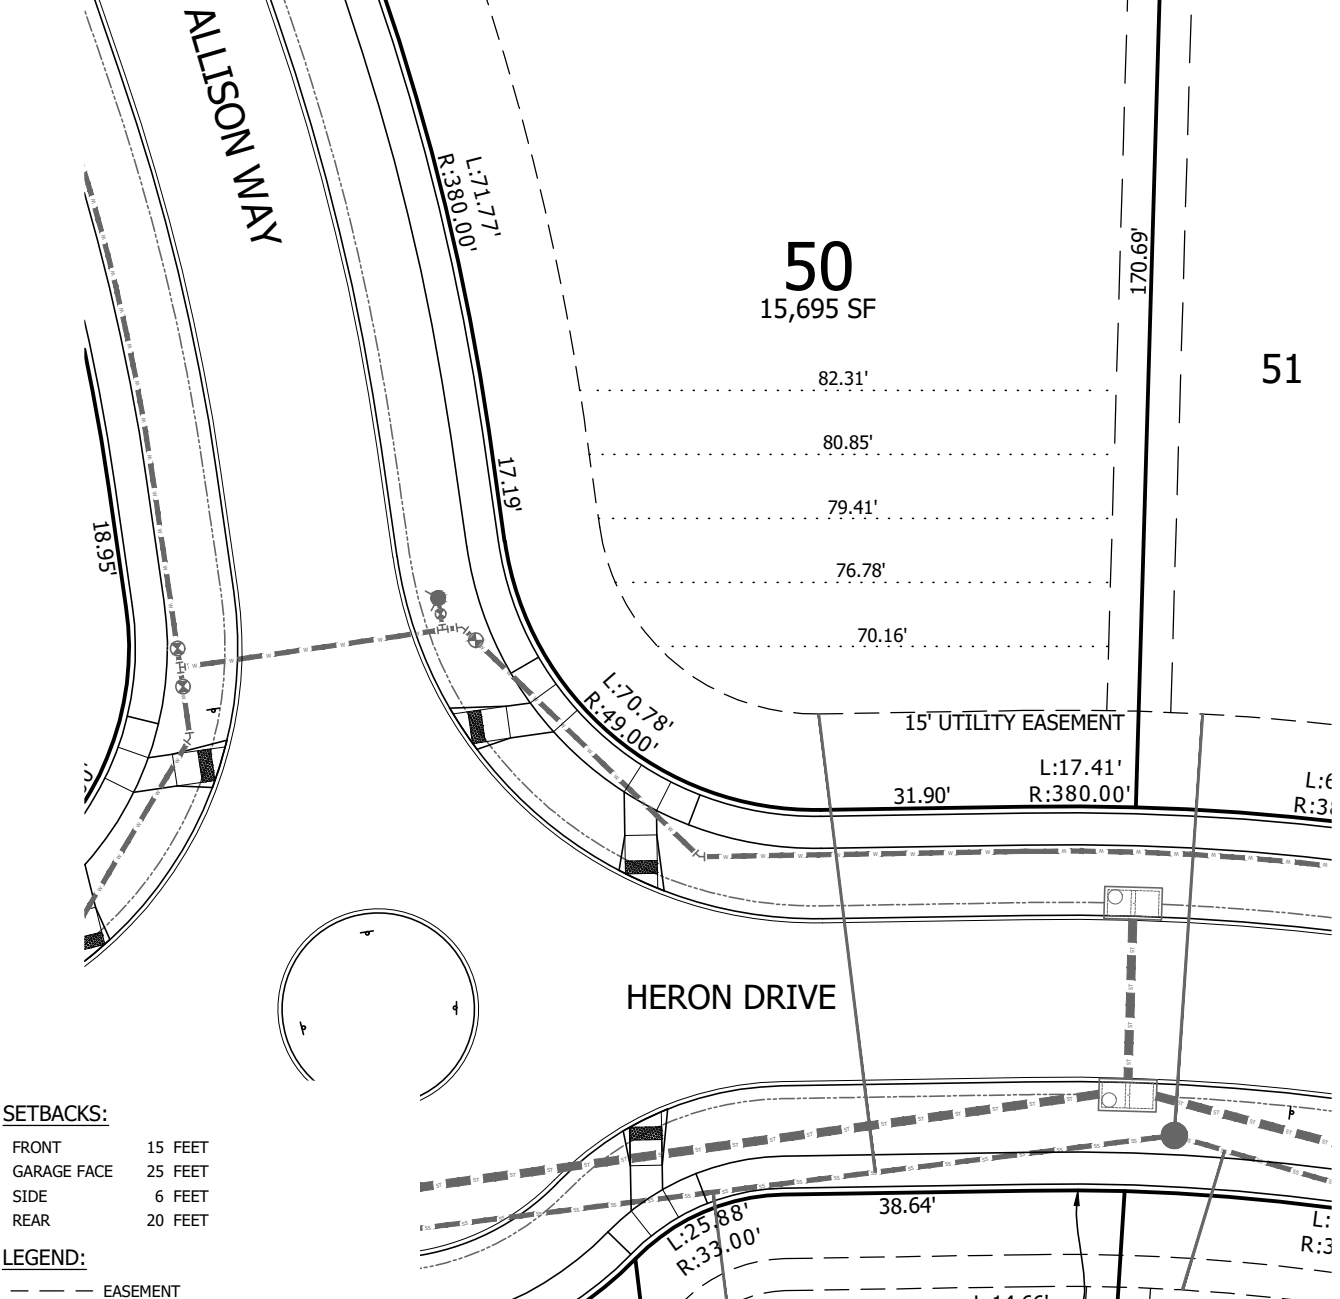 ALLISON WAY
L:71.77'
R:380.00'
170.69'
50
15,695 SF
51
82.31'
80.85'
79.41'
76.78'
70.16'
17.19'
18.95'
L:70.78'
R:49.00'
15' UTILITY EASEMENT
31.90'
L:17.41'
R:380.00'
HERON DRIVE
38.64'
L:25.88'
R:33.00'
SETBACKS:
FRONT 15 FEET
GARAGE FACE 25 FEET
SIDE 6 FEET
REAR 20 FEET
LEGEND:
EASEMENT